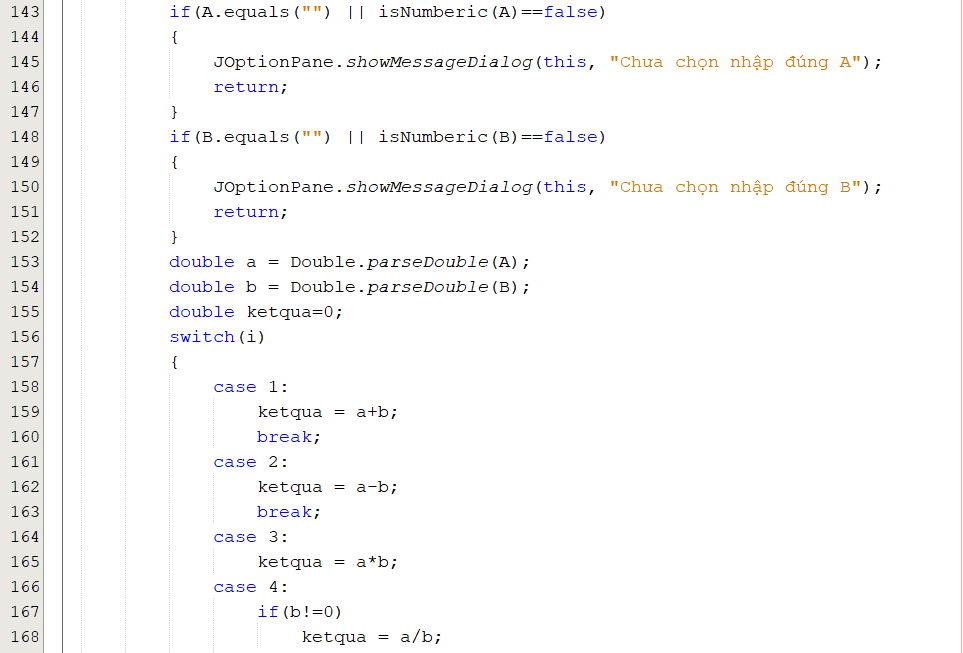 143 if(A.equals("") || isNumberic(A)==false)
144 {
145 JOptionPane.showMessageDialog(this, "Chưa chọn nhập đúng A");
146 return;
147 }
148 if(B.equals("") || isNumberic(B)==false)
149 {
150 JOptionPane.showMessageDialog(this, "Chưa chọn nhập đúng B");
151 return;
152 }
153 double a = Double.parseDouble(A);
154 double b = Double.parseDouble(B);
155 double ketqua=0;
156 switch(i)
157 {
158 case 1:
159 ketqua = a+b;
160 break;
161 case 2:
162 ketqua = a-b;
163 break;
164 case 3:
165 ketqua = a*b;
166 case 4:
167 if(b!=0)
168 ketqua = a/b;